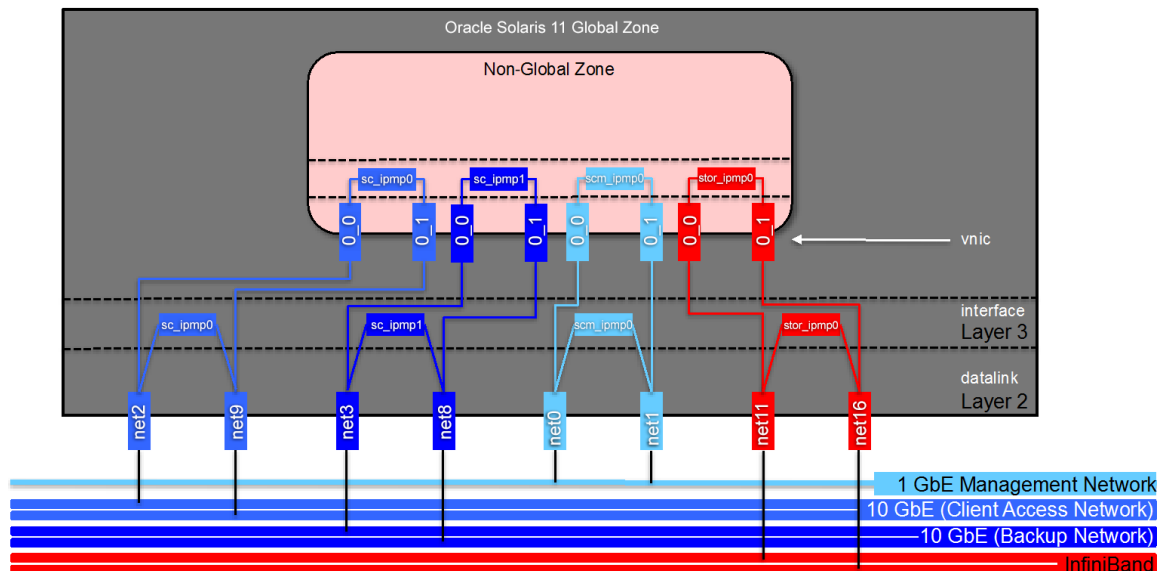 Oracle Solaris 11 Global Zone
Non-Global Zone
sc_ipmp0
sc_ipmp1
scm_ipmp0
stor_ipmp0
0_0
0_1
0_0
0_1
0_0
0_1
0_0
0_1
vnic
interface
Layer 3
sc_ipmp0
sc_ipmp1
scm_ipmp0
stor_ipmp0
datalink
Layer 2
net2
net9
net3
net8
net0
net1
net11
net16
1 GbE Management Network
10 GbE (Client Access Network)
10 GbE (Backup Network)
InfiniBand